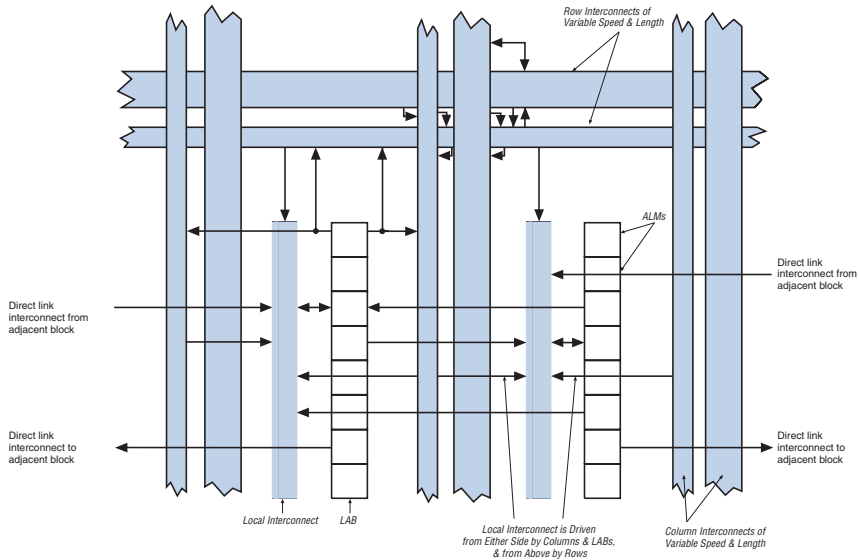 Row Interconnects of
Variable Speed & Length
ALMs
Direct link
interconnect from
adjacent block
Direct link
interconnect from
adjacent block
Direct link
interconnect to
adjacent block
Direct link
interconnect to
adjacent block
Local Interconnect
LAB
Local Interconnect is Driven
from Either Side by Columns & LABs,
& from Above by Rows
Column Interconnects of
Variable Speed & Length